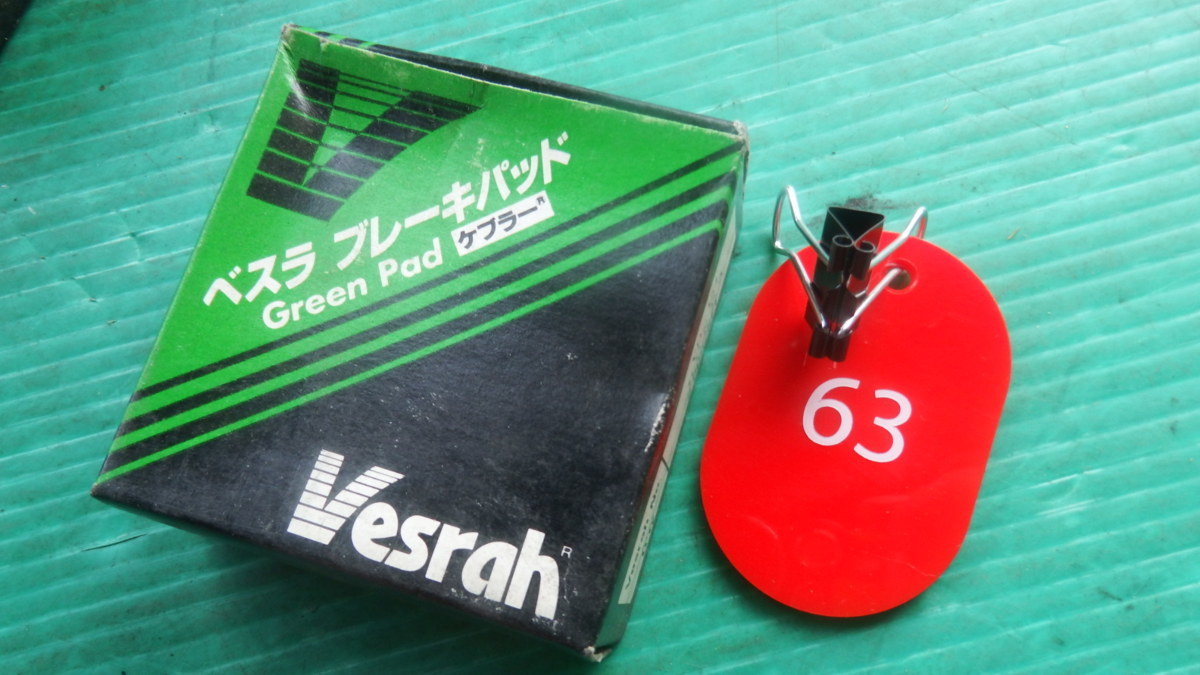 ベスラ ブレーキパッド
Green Pad ケブラー®
Vesrah®
63